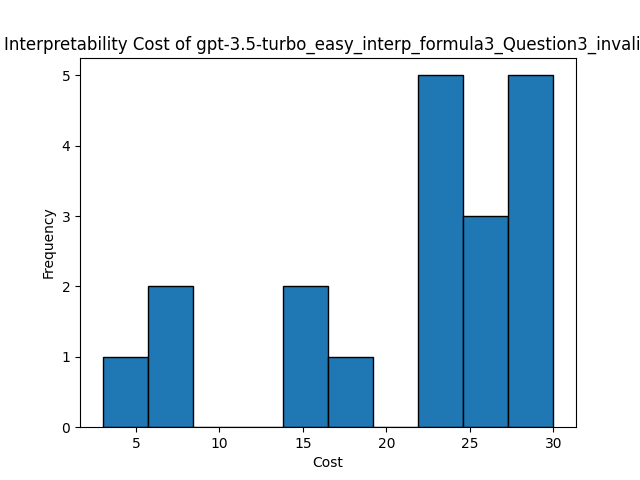 Interpretability Cost of gpt-3.5-turbo_easy_interp_formula3_Question3_invali
5
4
3
2
1
0
Frequency
5 10 15 20 25 30
Cost